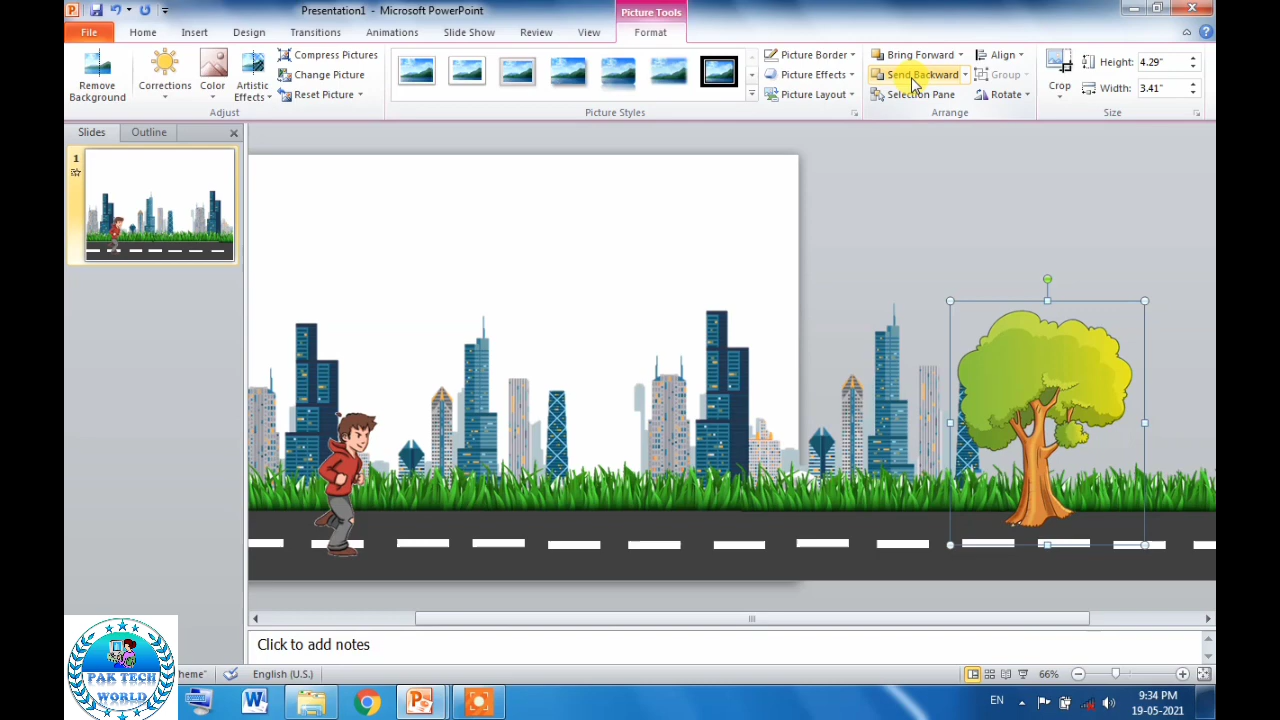 Presentation1 - Microsoft PowerPoint
Picture Tools
File Home Insert Design Transitions Animations Slide Show Review View Format
Remove Background
Corrections
Color
Artistic Effects
Compress Pictures
Change Picture
Reset Picture
Adjust
Picture Styles
Picture Border
Picture Effects
Picture Layout
Bring Forward
Send Backward
Selection Pane
Align
Group
Rotate
Arrange
Crop
Height: 4.29"
Width: 3.41"
Size
Slides Outline
1
Click to add notes
English (U.S.)
66%
PAK TECH
WORLD
EN
9:34 PM
19-05-2021